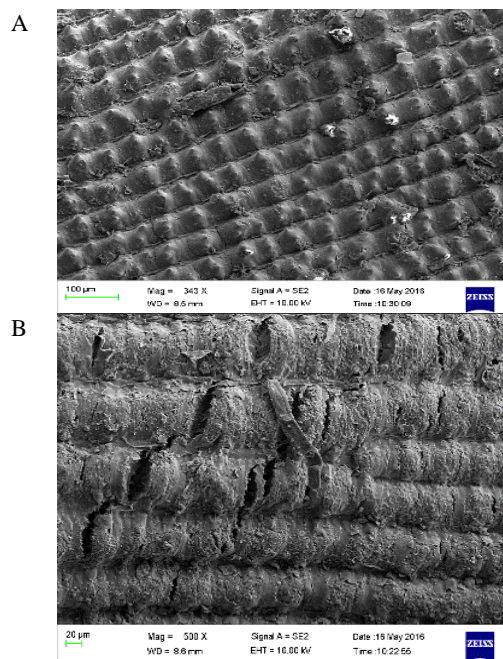 A
100 µm
Mag = 343 X
Signal A = SE2
Date :16 May 2016
WD = 8.5 mm
EHT = 10.00 kV
Time :10:30:09
ZEISS
B
20 µm
Mag = 500 X
Signal A = SE2
Date :16 May 2016
WD = 8.6 mm
EHT = 10.00 kV
Time :10:22:55
ZEISS